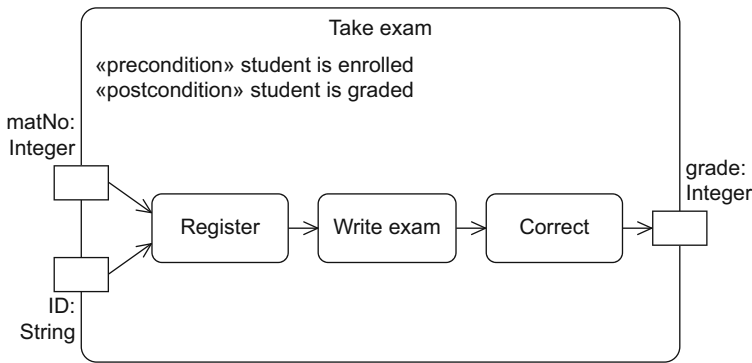 Take exam
«precondition» student is enrolled
«postcondition» student is graded
matNo:
Integer
grade:
Integer
Register
Write exam
Correct
ID:
String